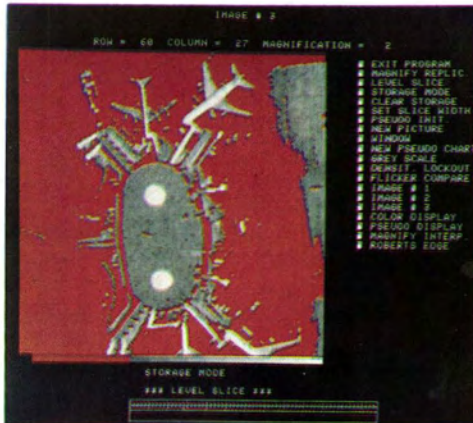 IMAGE # 3
ROW = 60 COLUMN = 27 MAGNIFICATION = 2
EXIT PROGRAM
MAGNIFY REPLIC.
LEVEL SLICE
STORAGE MODE
CLEAR STORAGE
SET SLICE WIDTH
PSEUDO INIT
NEW PICTURE
WINDOW
NEW PSEUDO CHART
GREY SCALE
DENSIT. LOCKOUT
FLICKER COMPARE
IMAGE # 1
IMAGE # 2
IMAGE # 3
COLOR DISPLAY
PSEUDO DISPLAY
MAGNIFY INTERP
ROBERTS EDGE
STORAGE MODE
### LEVEL SLICE ###